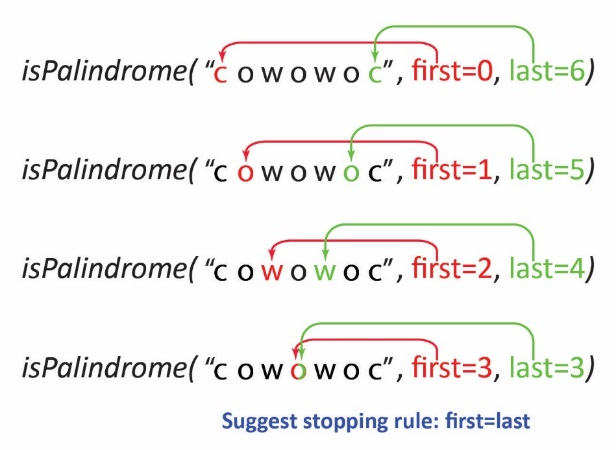 isPalindrome( “c o w o w o c”, first=0, last=6)
isPalindrome( “c o w o w o c”, first=1, last=5)
isPalindrome( “c o w o w o c”, first=2, last=4)
isPalindrome( “c o w o w o c”, first=3, last=3)
Suggest stopping rule: first=last